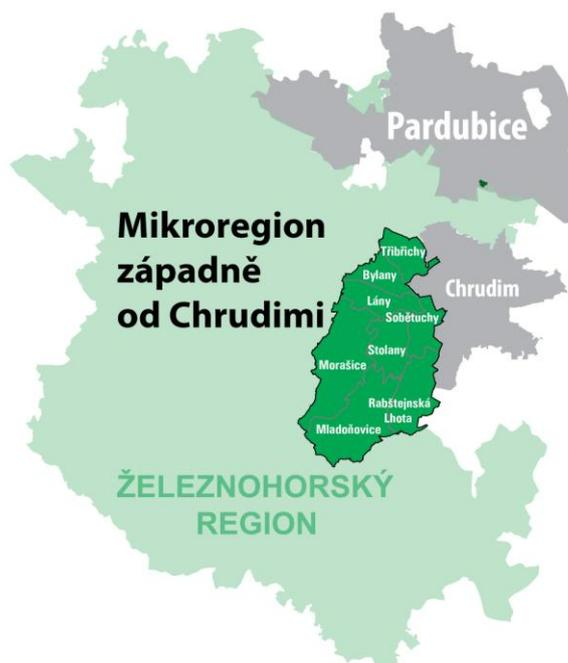 Pardubice
Mikroregion
západně
od Chrudimi
Třibřichy
Bylany
Chrudim
Lány
Sobětuchy
Stolany
Morašice
Rabštejnská
Lhota
Mladoňovice
ŽELEZNOHORSKÝ
REGION